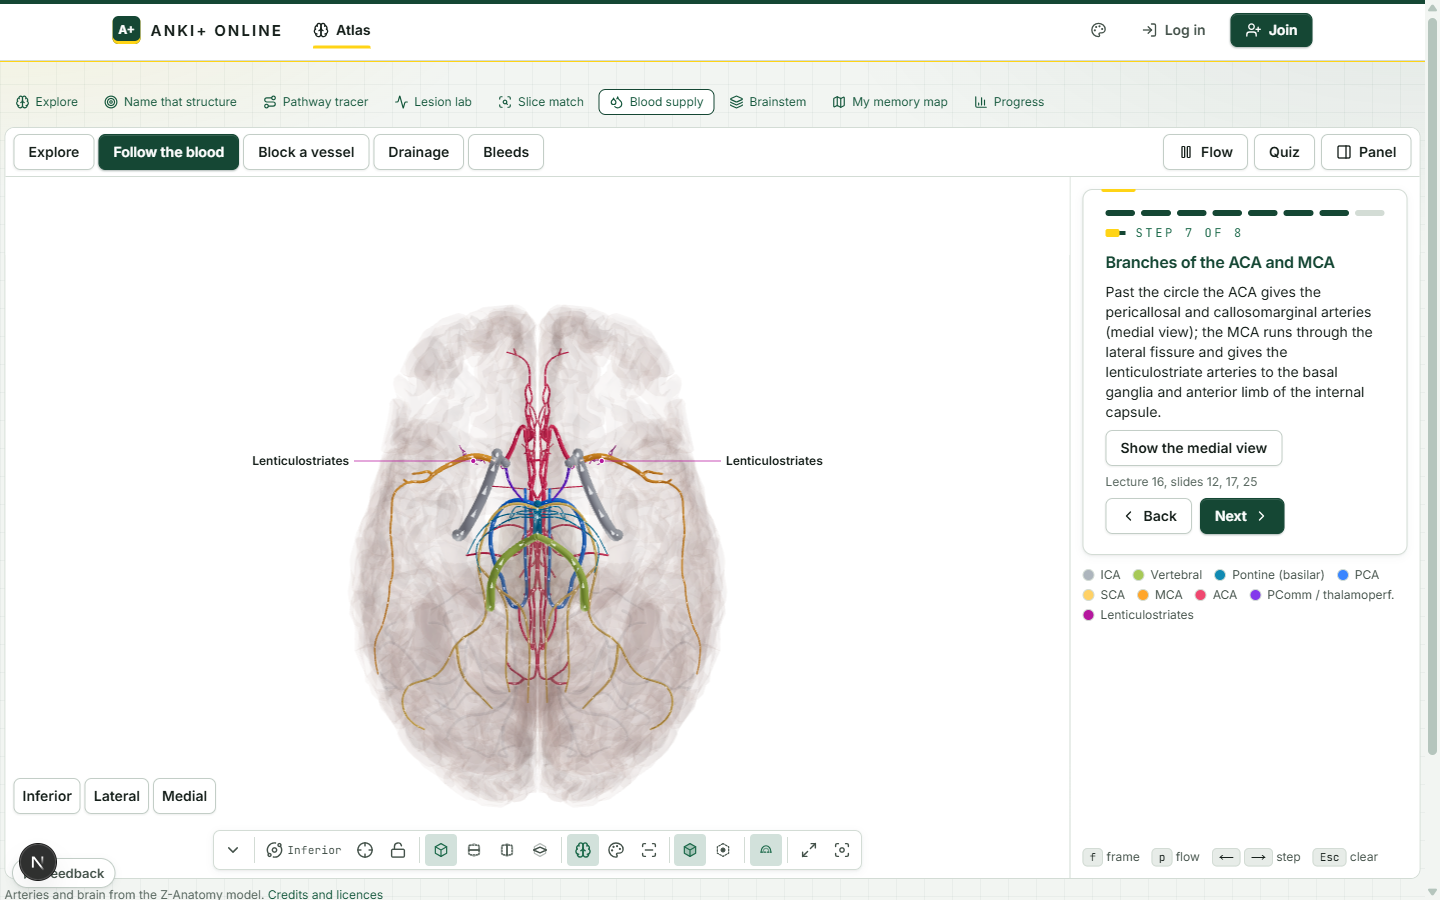 A+ ANKI+ ONLINE Atlas Log in Join
Explore Name that structure Pathway tracer Lesion lab Slice match Blood supply Brainstem My memory map Progress
Explore Follow the blood Block a vessel Drainage Bleeds Flow Quiz Panel
STEP 7 OF 8
Branches of the ACA and MCA
Past the circle the ACA gives the
pericallosal and callosomarginal arteries
(medial view); the MCA runs through the
lateral fissure and gives the
lenticulostriate arteries to the basal
ganglia and anterior limb of the internal
capsule.
Show the medial view
Lecture 16, slides 12, 17, 25
Back Next
ICA Vertebral Pontine (basilar) PCA
SCA MCA ACA PComm / thalamoperf.
Lenticulostriates
Lenticulostriates Lenticulostriates
Inferior Lateral Medial
Inferior
f frame p flow ← → step Esc clear
N eedback
Arteries and brain from the Z-Anatomy model. Credits and licences